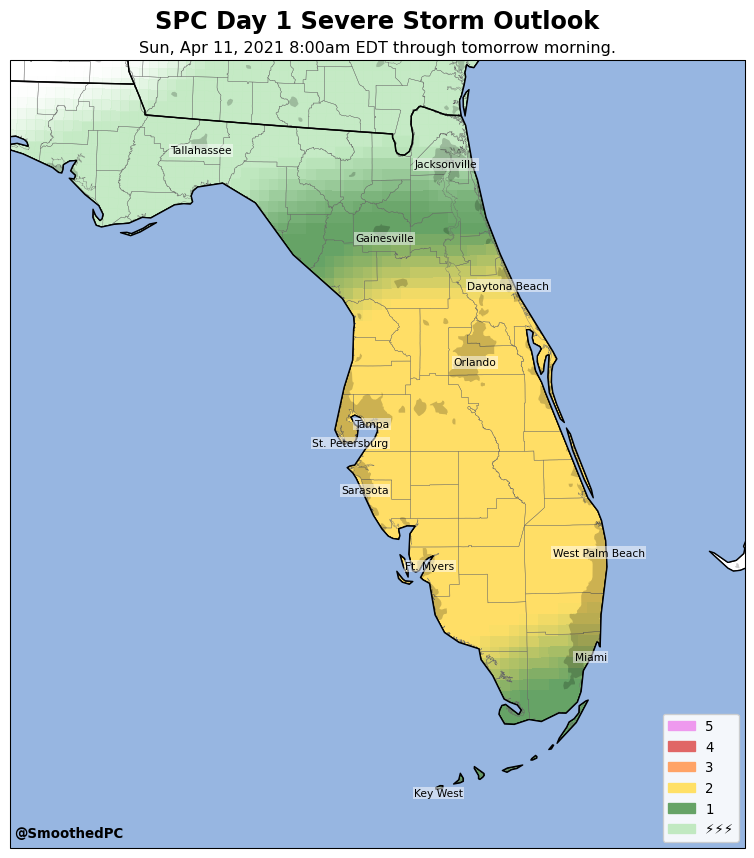 SPC Day 1 Severe Storm Outlook
Sun, Apr 11, 2021 8:00am EDT through tomorrow morning.
Tallahassee
Jacksonville
Gainesville
Daytona Beach
Orlando
Tampa
St. Petersburg
Sarasota
West Palm Beach
Ft. Myers
Miami
Key West
5
4
3
2
1
⚡⚡⚡
@SmoothedPC